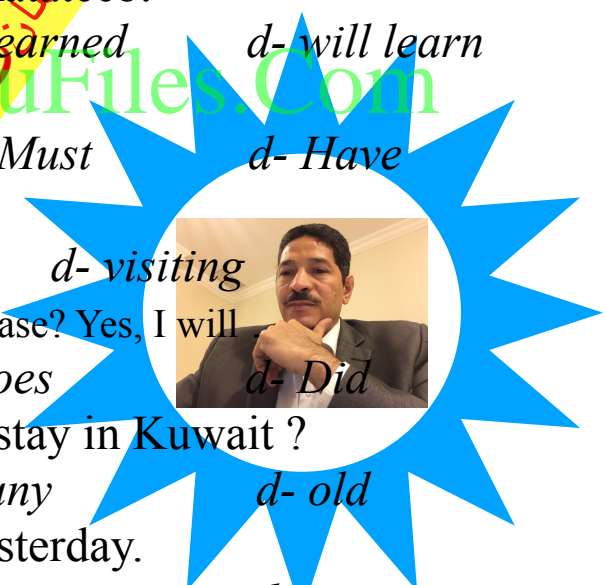 earned d- will learn
uFiles.Com
Must d- Have
d- visiting
ase? Yes, I will .
oes d- Did
stay in Kuwait ?
any d- old
sterday.